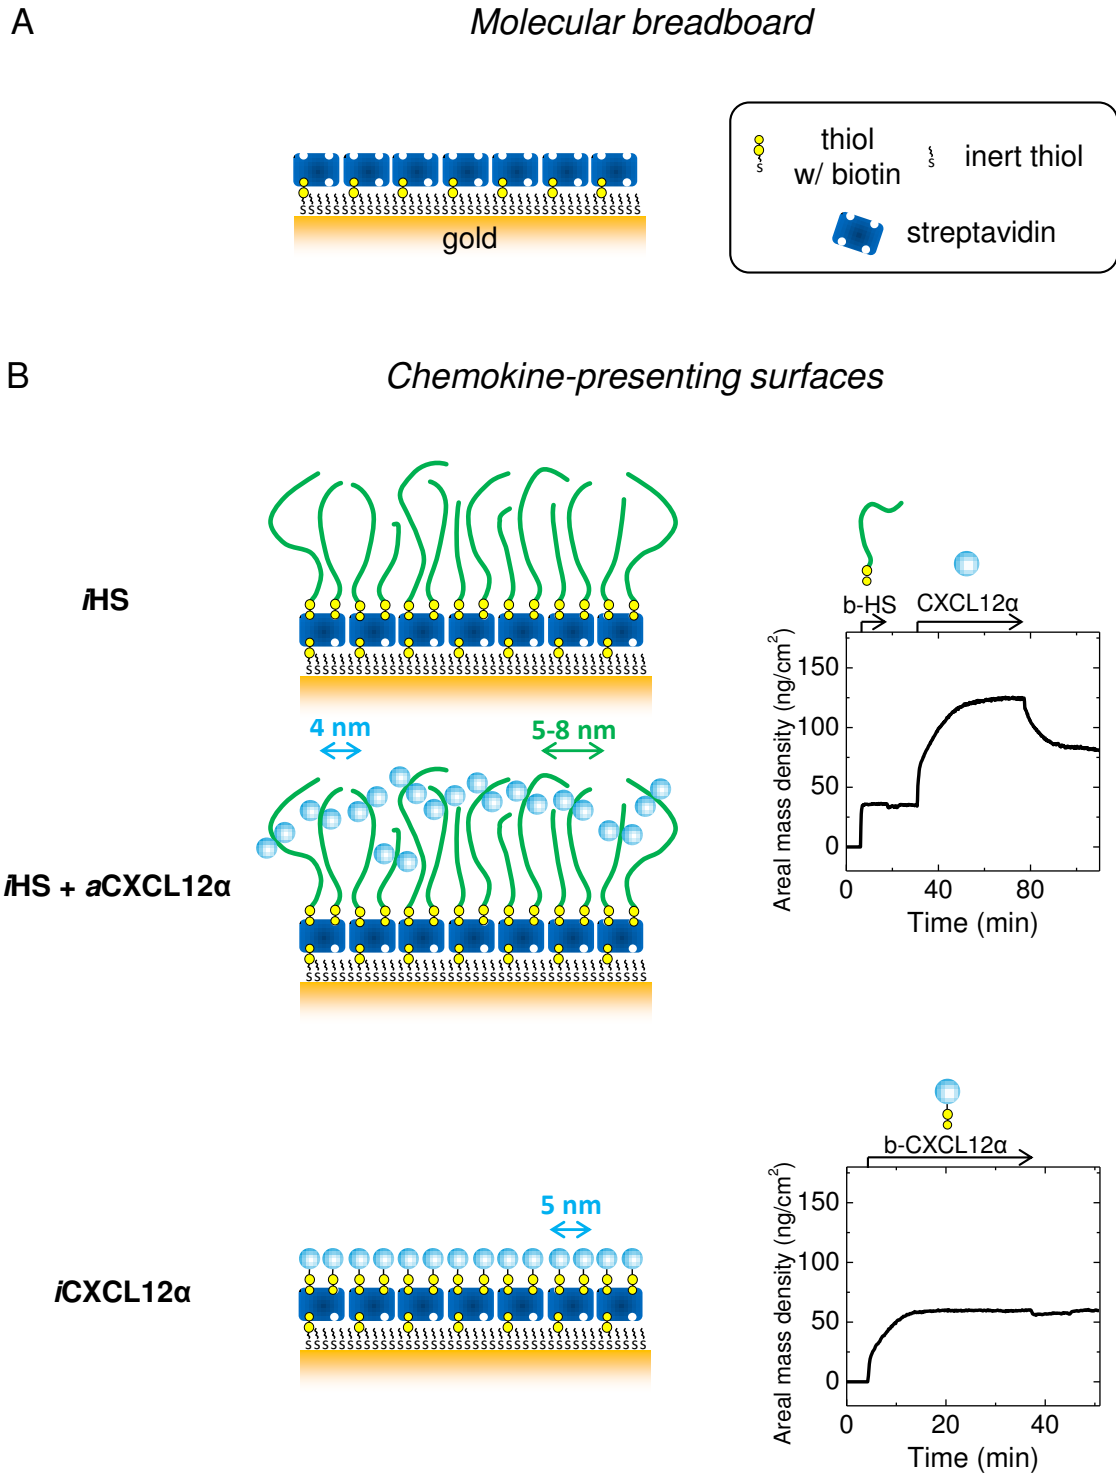 A
Molecular breadboard
thiol
w/ biotin
inert thiol
streptavidin
gold
B
Chemokine-presenting surfaces
iHS
b-HS
CXCL12α
Areal mass density (ng/cm²)
150
100
50
0
0 40 80
Time (min)
4 nm
5-8 nm
iHS + aCXCL12α
b-CXCL12α
Areal mass density (ng/cm²)
150
100
50
0
0 20 40
Time (min)
5 nm
iCXCL12α